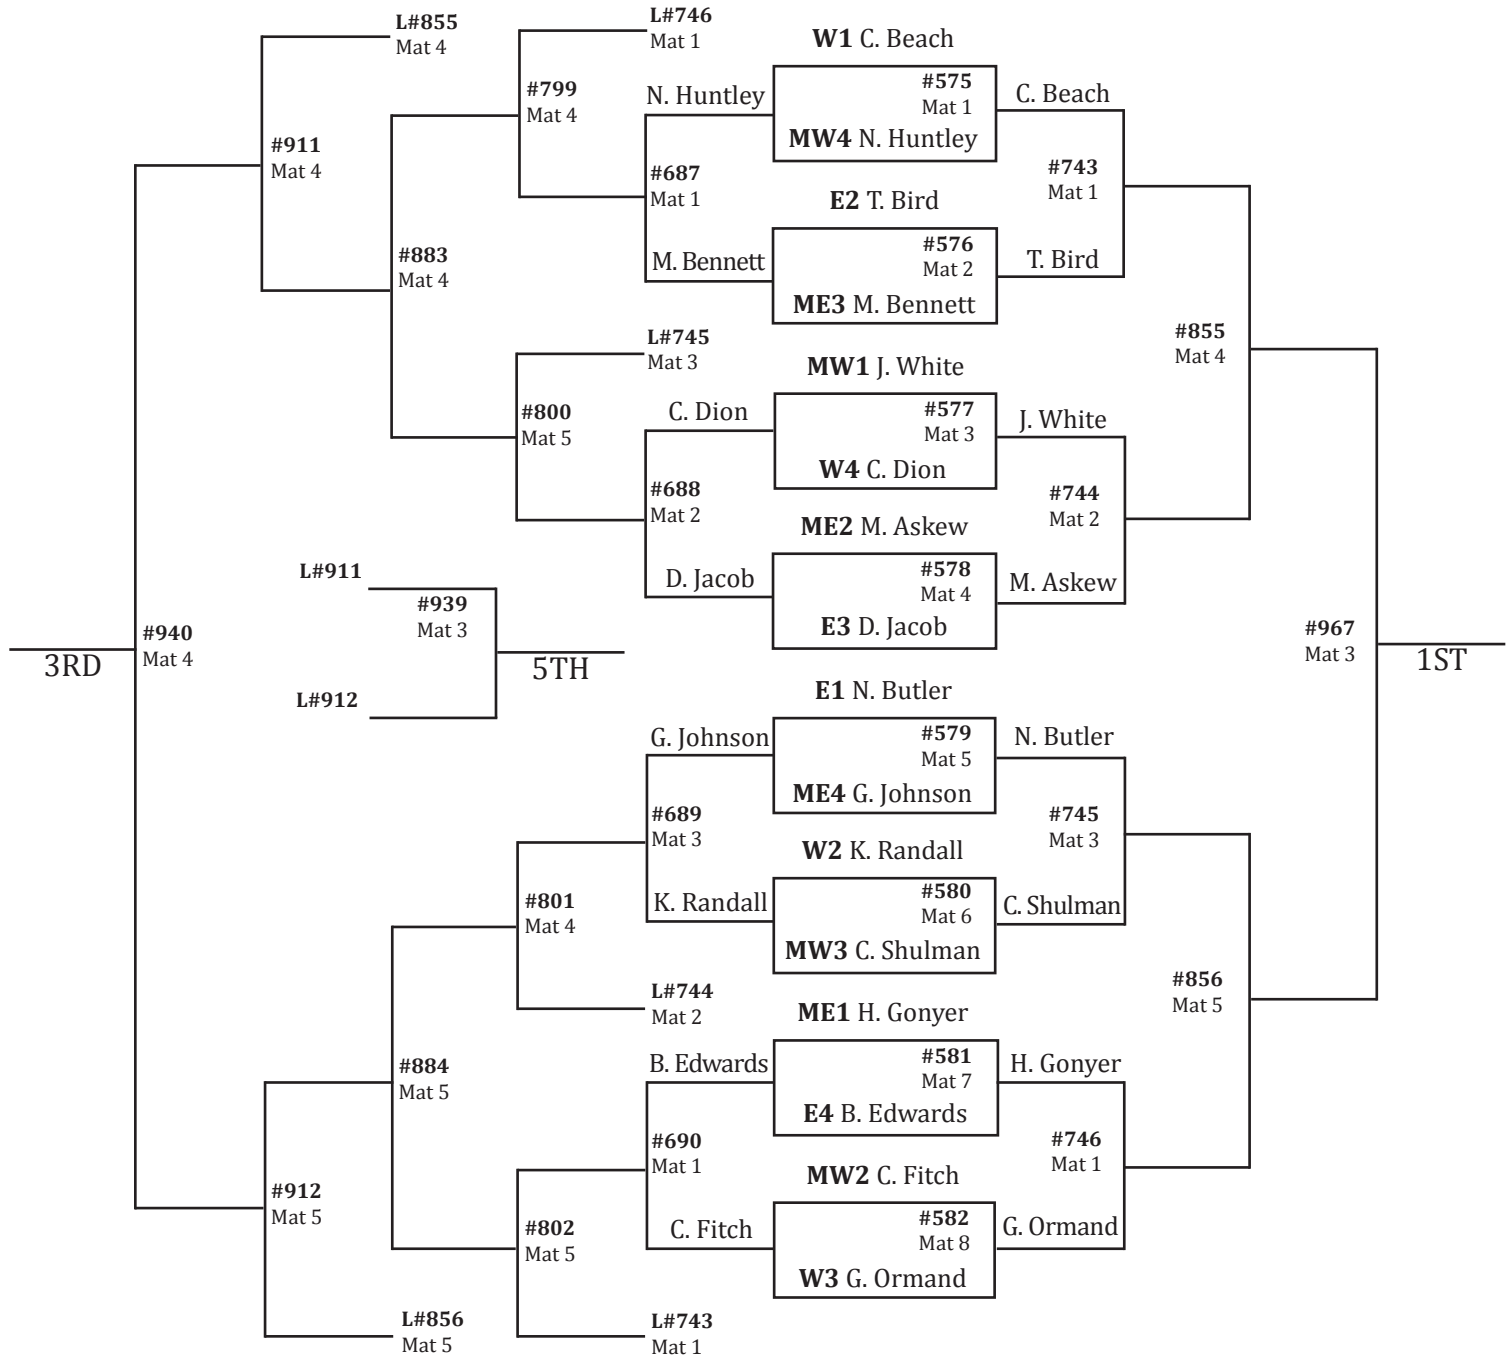 L#855
Mat 4
L#746
Mat 1
W1 C. Beach
#799
Mat 4
N. Huntley
#575
Mat 1
C. Beach
MW4 N. Huntley
#911
Mat 4
#687
Mat 1
#743
Mat 1
E2 T. Bird
#883
Mat 4
M. Bennett
#576
Mat 2
T. Bird
ME3 M. Bennett
L#745
Mat 3
#855
Mat 4
MW1 J. White
#800
Mat 5
C. Dion
#577
Mat 3
J. White
W4 C. Dion
#688
Mat 2
#744
Mat 2
ME2 M. Askew
L#911
D. Jacob
#578
Mat 4
M. Askew
#939
Mat 3
E3 D. Jacob
#940
Mat 4
3RD
5TH
#967
Mat 3
1ST
L#912
E1 N. Butler
G. Johnson
#579
Mat 5
N. Butler
ME4 G. Johnson
#689
Mat 3
#745
Mat 3
W2 K. Randall
#801
Mat 4
K. Randall
#580
Mat 6
C. Shulman
MW3 C. Shulman
L#744
Mat 2
#856
Mat 5
ME1 H. Gonyer
#884
Mat 5
B. Edwards
#581
Mat 7
H. Gonyer
E4 B. Edwards
#690
Mat 1
#746
Mat 1
MW2 C. Fitch
#912
Mat 5
#802
Mat 5
C. Fitch
#582
Mat 8
G. Ormand
W3 G. Ormand
L#856
Mat 5
L#743
Mat 1